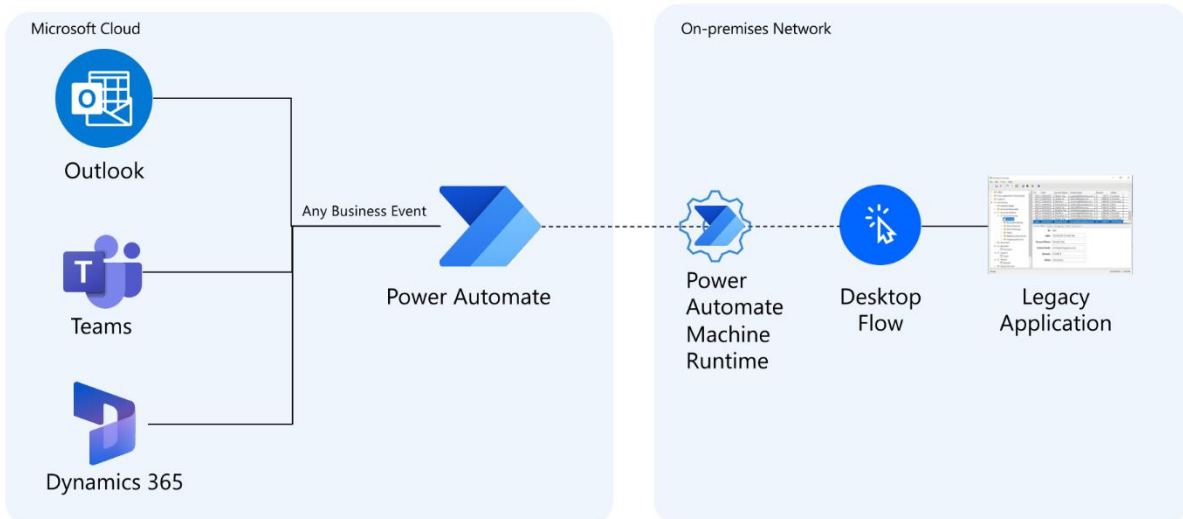 Microsoft Cloud
On-premises Network
Outlook
Any Business Event
Teams
Power Automate
Power
Automate
Machine
Runtime
Desktop
Flow
Legacy
Application
Dynamics 365